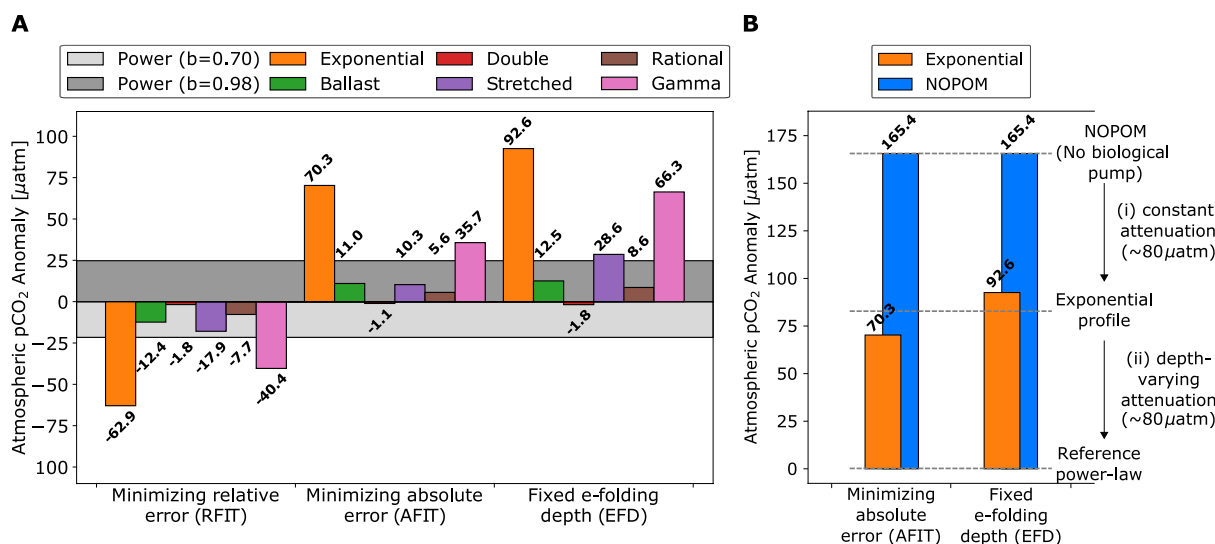 A
Power (b=0.70) Exponential Double Rational
Power (b=0.98) Ballast Stretched Gamma
Atmospheric pCO₂ Anomaly [μatm]
100
75
50
25
0
−25
−50
−75
100
-62.9
-12.4
-1.8
-17.9
-7.7
-40.4
70.3
11.0
-1.1
10.3
5.6
35.7
92.6
12.5
-1.8
28.6
8.6
66.3
Minimizing relative
error (RFIT)
Minimizing absolute
error (AFIT)
Fixed e-folding
depth (EFD)
B
Exponential
NOPOM
Atmospheric pCO₂ Anomaly [μatm]
175
150
125
100
75
50
25
0
70.3
165.4
92.6
165.4
Minimizing
absolute
error (AFIT)
Fixed
e-folding
depth (EFD)
NOPOM
(No biological
pump)
(i) constant
attenuation
(~80μatm)
Exponential
profile
(ii) depth-
varying
attenuation
(~80μatm)
Reference
power-law